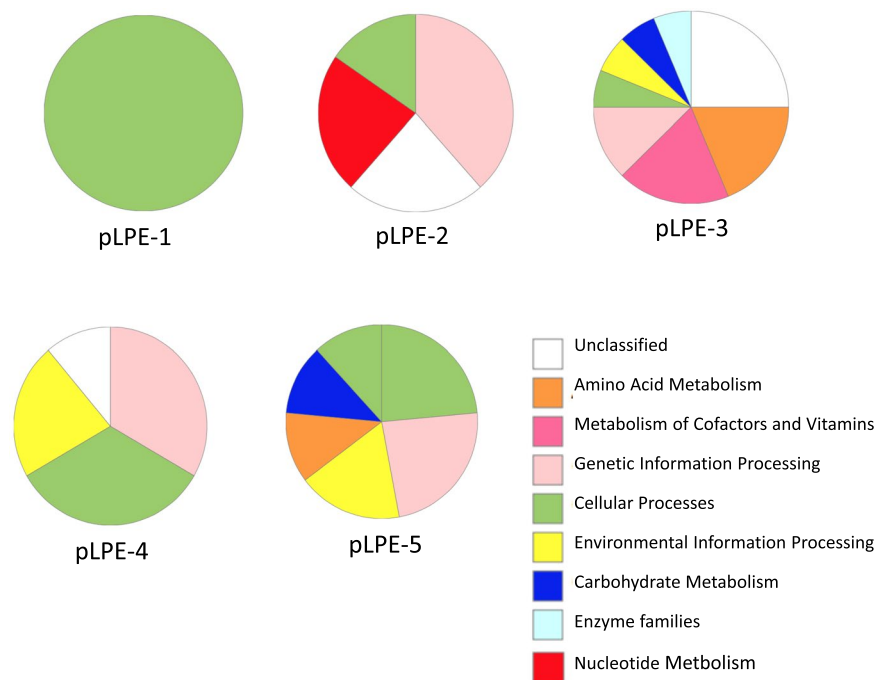 pLPE-1
pLPE-2
pLPE-3
pLPE-4
pLPE-5
Unclassified
Amino Acid Metabolism
Metabolism of Cofactors and Vitamins
Genetic Information Processing
Cellular Processes
Environmental Information Processing
Carbohydrate Metabolism
Enzyme families
Nucleotide Metbolism